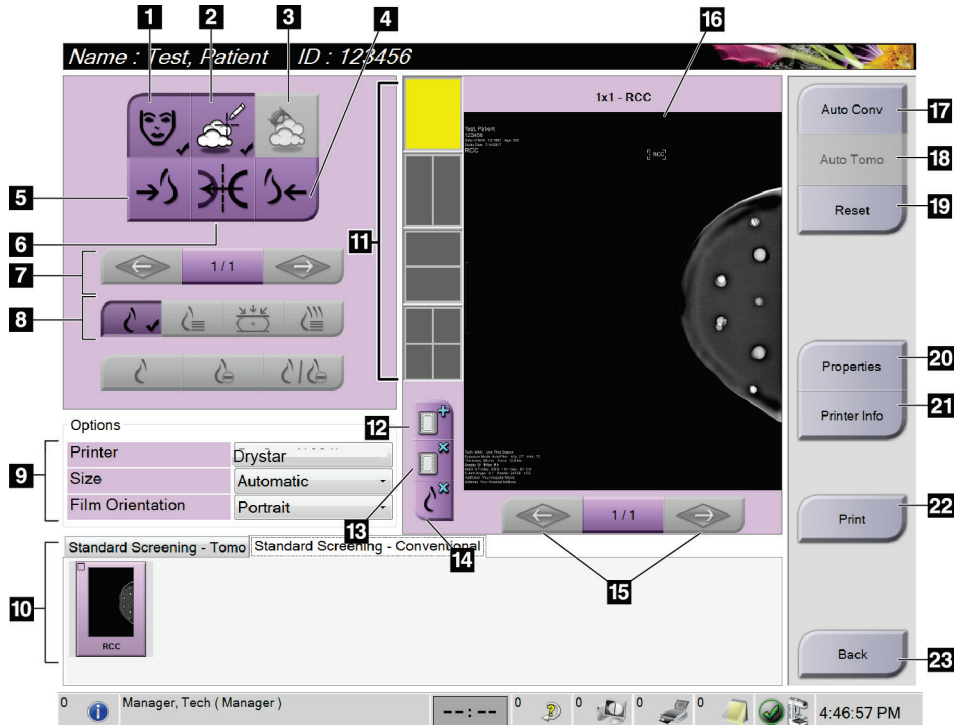 1 2 3 4
16
Name : Test, Patient ID : 123456
1x1 - RCC
Test, Patient
123456
RCC
[ RCC ]
Auto Conv 17
Auto Tomo 18
Reset 19
5
6
11
7 1 / 1
8
Properties 20
Printer Info 21
Options
12
9 Printer Drystar
Size Automatic
Film Orientation Portrait
13
14
1 / 1
15
Print 22
Standard Screening - Tomo Standard Screening - Conventional
10
RCC
Back 23
0 Manager, Tech ( Manager ) --:-- 0 0 0 0 4:46:57 PM